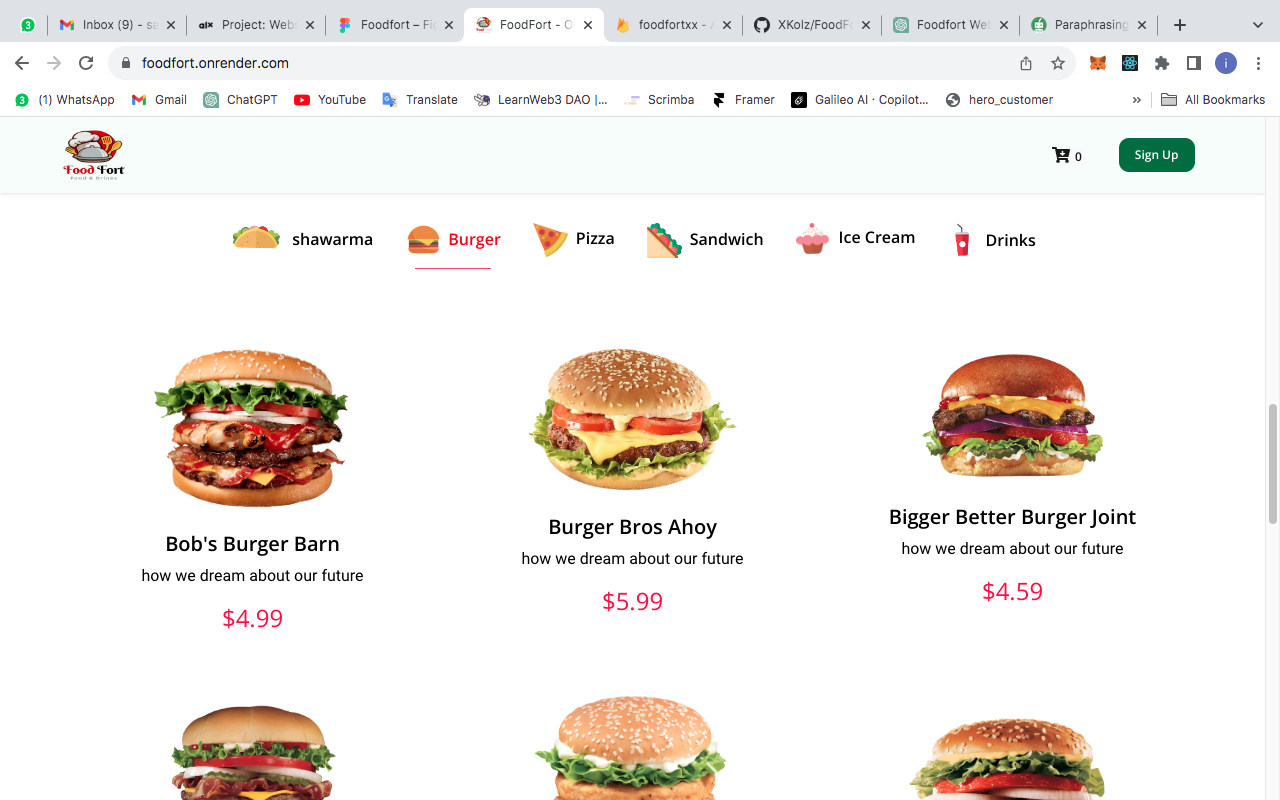 3
Inbox (9) - sa
alx Project: Webs
Foodfort – Fig
FoodFort - O
foodfortxx - A
XKolz/FoodFo
Foodfort Web
Paraphrasing
foodfort.onrender.com
i
3 (1) WhatsApp
Gmail
ChatGPT
YouTube
Translate
LearnWeb3 DAO |...
Scrimba
Framer
Galileo AI · Copilot...
hero_customer
»
All Bookmarks
Food Fort
Food & Drinks
0
Sign Up
shawarma
Burger
Pizza
Sandwich
Ice Cream
Drinks
Bob's Burger Barn
how we dream about our future
$4.99
Burger Bros Ahoy
how we dream about our future
$5.99
Bigger Better Burger Joint
how we dream about our future
$4.59